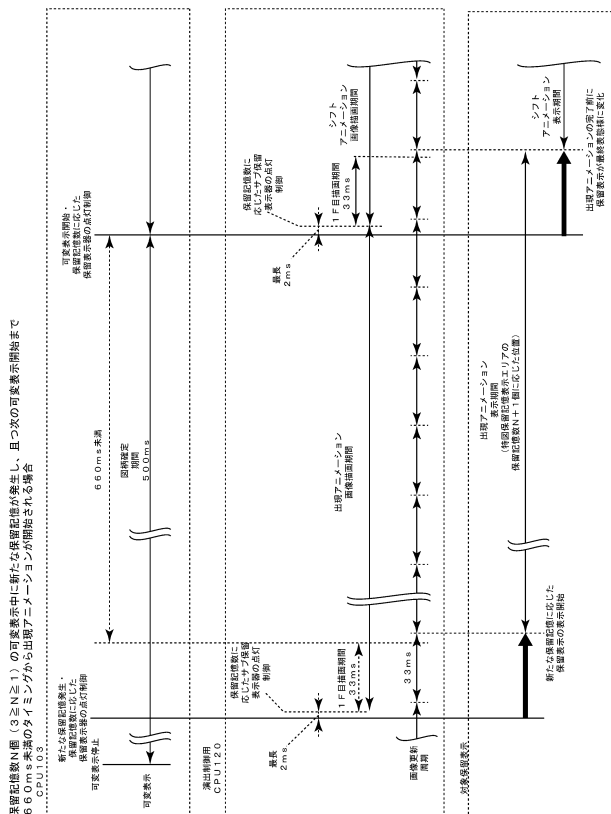 保留記憶数N個(3≧N≧1)の可変表示中に新たな保留記憶が発生し、且つ次の可変表示開始まで
660ms未満のタイミングから出現アニメーションが開始される場合
CPU103
新たな保留記憶発生・
保留記憶数に応じた
保留表示器の点灯制御
可変表示停止
可変表示
660ms未満
図柄確定
期間
500ms
可変表示開始・
保留記憶数に応じた
保留表示器の点灯制御
演出制御用
CPU120
保留記憶数に
応じたサブ保留
表示器の点灯
制御
最長
2ms
1F目描画期間
33ms
出現アニメーション
画像描画期間
保留記憶数に
応じたサブ保留
表示器の点灯
制御
最長
2ms
1F目描画期間
33ms
シフト
アニメーション
画像描画期間
画像更新
周期
33ms
対象保留表示
新たな保留記憶に応じた
保留表示の表示開始
出現アニメーション
表示期間
(特図保留記憶表示エリアの
保留記憶数N+1個に応じた位置)
シフト
アニメーション
表示期間
出現アニメーションの完了前に
保留表示が最終表態様に変化